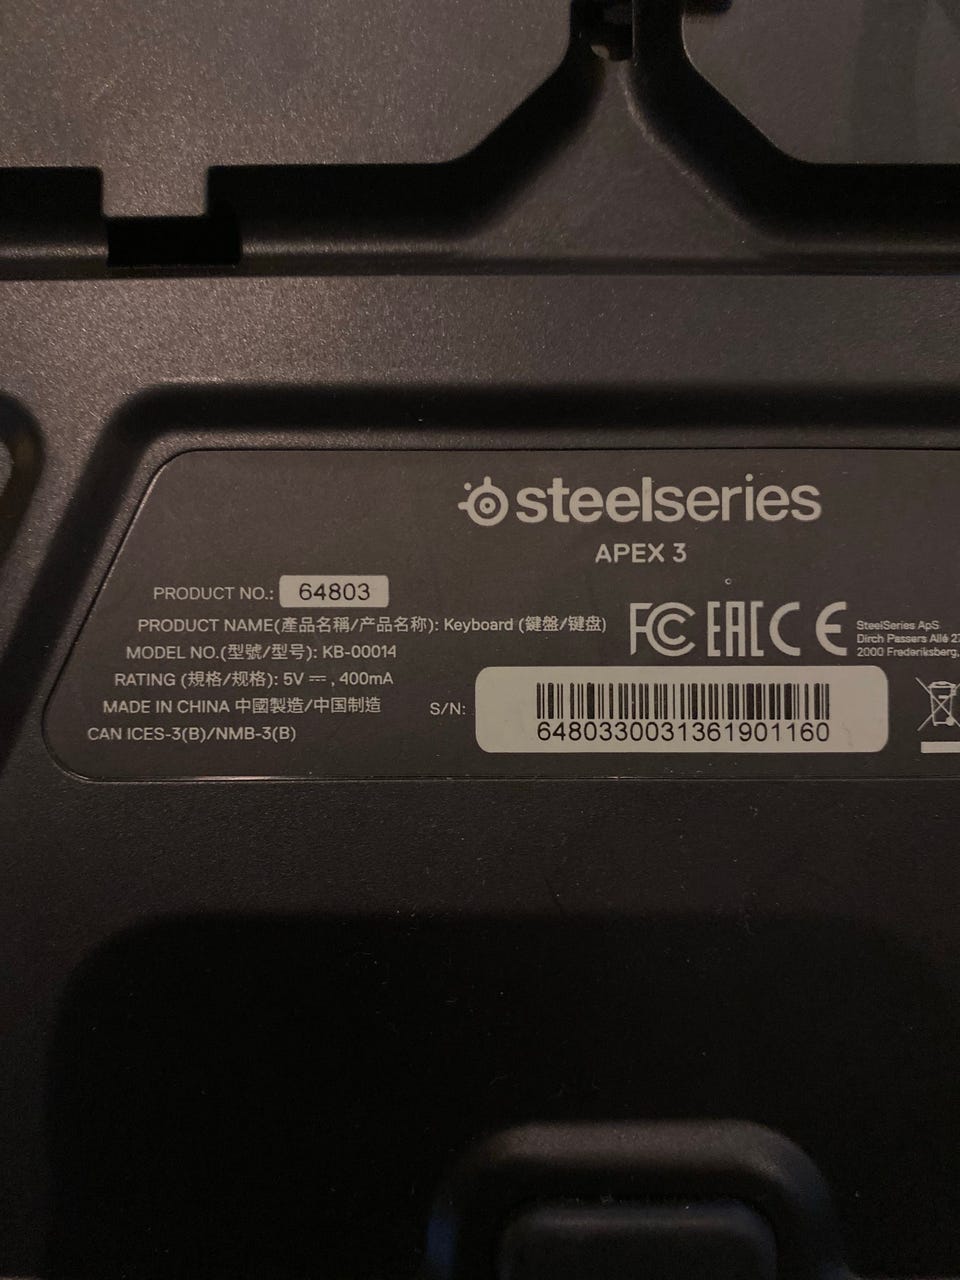 steelseries
APEX 3
PRODUCT NO.: 64803
PRODUCT NAME(產品名稱/产品名称): Keyboard (鍵盤/键盘)
MODEL NO.(型號/型号): KB-00014
RATING (規格/规格): 5V ⎓ , 400mA
MADE IN CHINA 中國製造/中国制造
CAN ICES-3(B)/NMB-3(B)
FC EAC CE
SteelSeries ApS
Dirch Passers Allé 27
2000 Frederiksberg,
S/N:
6480330031361901160